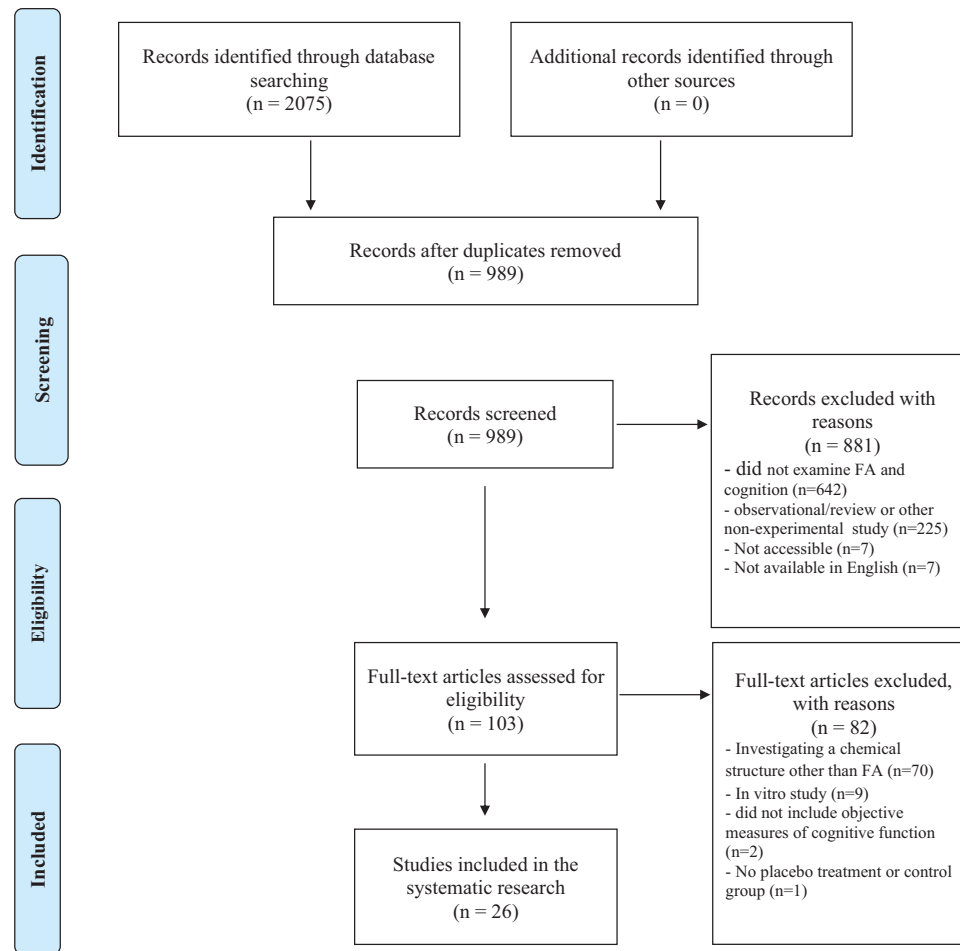 Identification
Records identified through database
searching
(n = 2075)
Additional records identified through
other sources
(n = 0)
Records after duplicates removed
(n = 989)
Screening
Records screened
(n = 989)
Records excluded with
reasons
(n = 881)
- did not examine FA and
cognition (n=642)
- observational/review or other
non-experimental study (n=225)
- Not accessible (n=7)
- Not available in English (n=7)
Eligibility
Full-text articles assessed for
eligibility
(n = 103)
Full-text articles excluded,
with reasons
(n = 82)
- Investigating a chemical
structure other than FA (n=70)
- In vitro study (n=9)
- did not include objective
measures of cognitive function
(n=2)
- No placebo treatment or control
group (n=1)
Included
Studies included in the
systematic research
(n = 26)